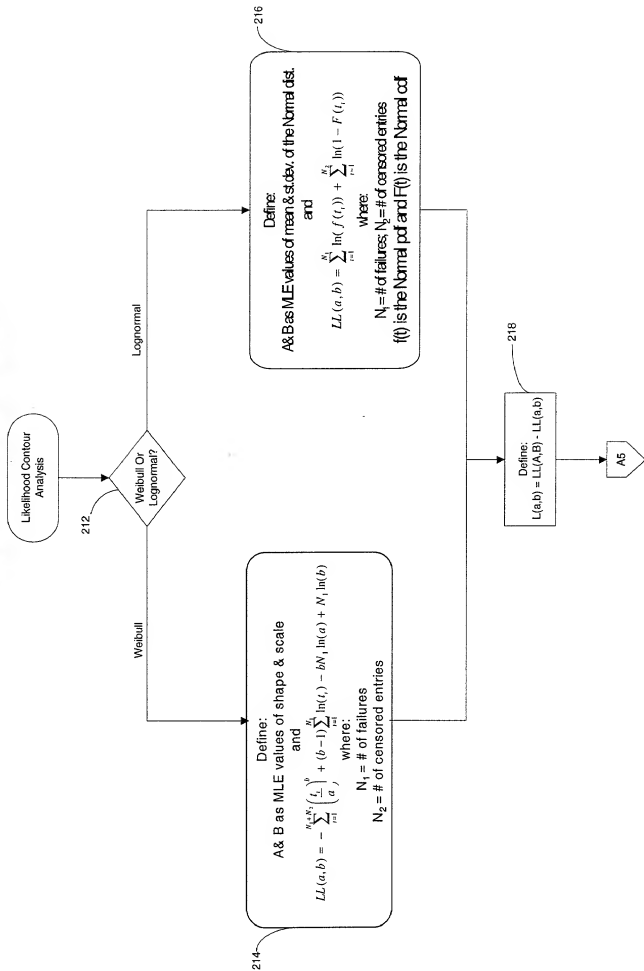 Likelihood Contour
Analysis
212
Weibull Or
Lognormal?
Weibull
Lognormal
214
Define:
A& B as MLE values of shape & scale
and
LL(a,b) = - \sum_{i=1}^{N_1+N_2} (t_i/a)^b + (b-1) \sum_{i=1}^{N_1} ln(t_i) - bN_1 ln(a) + N_1 ln(b)
where:
N_1 = # of failures
N_2 = # of censored entries
216
Define:
A& B as MLE values of mean & st.dev. of the Normal dist.
and
LL(a,b) = \sum_{i=1}^{N_1} ln(f(t_i)) + \sum_{i=1}^{N_2} ln(1 - F(t_i))
where:
N_1 = # of failures; N_2 = # of censored entries
f(t) is the Normal pdf and F(t) is the Normal cdf
218
Define:
L(a,b) = LL(A,B) - LL(a,b)
A5